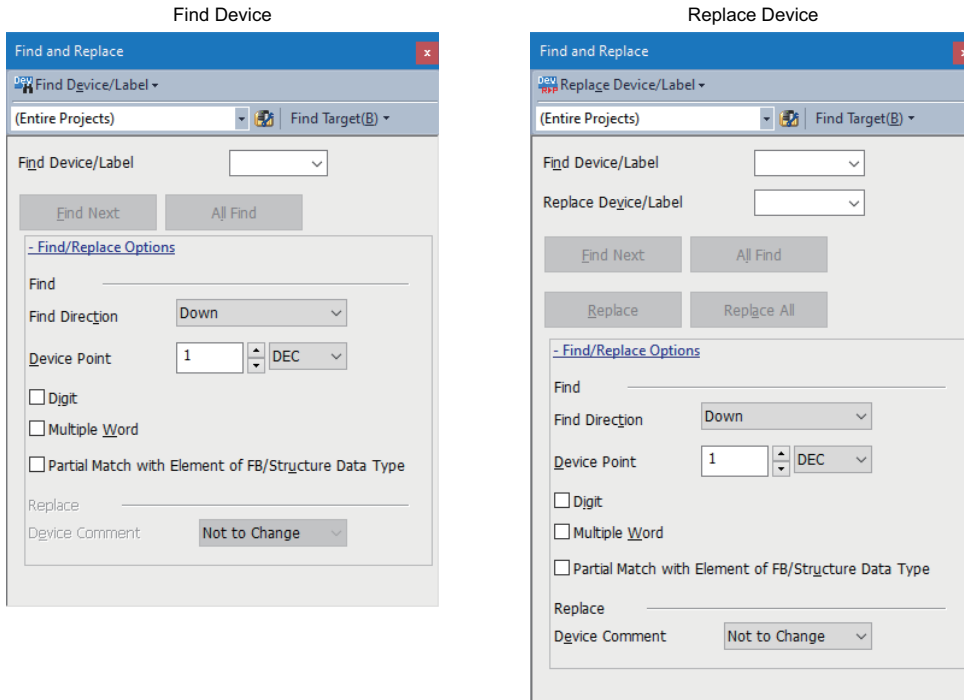 Find Device
Find and Replace
x
Dev
Find Device/Label
(Entire Projects)
Find Target(B)
Find Device/Label
Find Next
All Find
- Find/Replace Options
Find
Find Direction
Down
Device Point
1
DEC
Digit
Multiple Word
Partial Match with Element of FB/Structure Data Type
Replace
Device Comment
Not to Change
Replace Device
Find and Replace
x
Dev
REP
Replace Device/Label
(Entire Projects)
Find Target(B)
Find Device/Label
Replace Device/Label
Find Next
All Find
Replace
Replace All
- Find/Replace Options
Find
Find Direction
Down
Device Point
1
DEC
Digit
Multiple Word
Partial Match with Element of FB/Structure Data Type
Replace
Device Comment
Not to Change